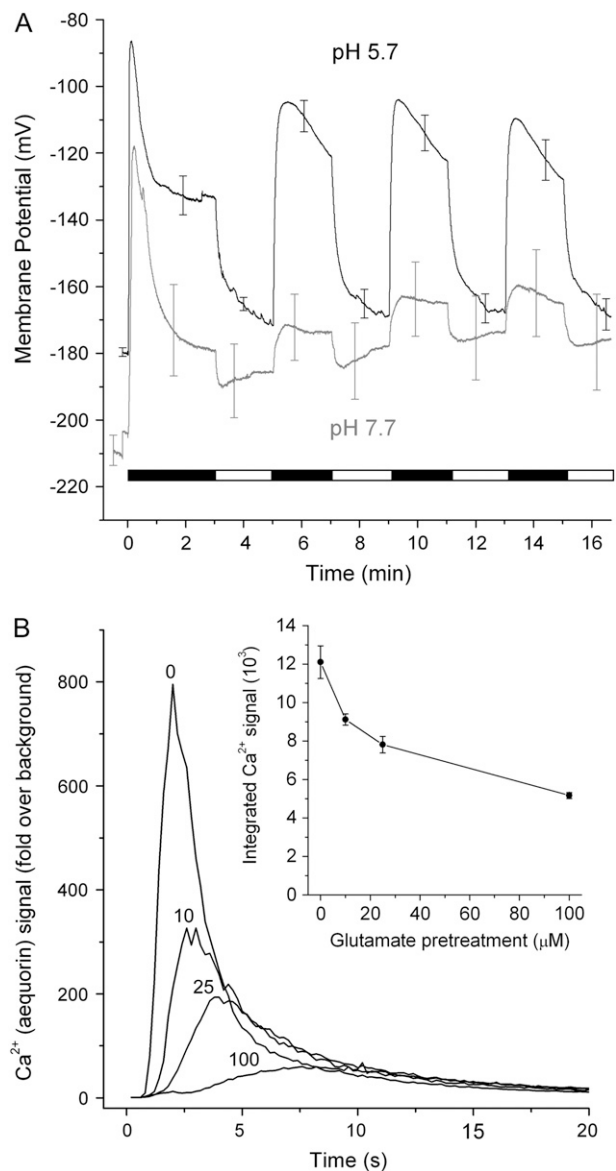 A
pH 5.7
pH 7.7
Membrane Potential (mV)
-80
-100
-120
-140
-160
-180
-200
-220
0 2 4 6 8 10 12 14 16
Time (min)
B
Ca²⁺ (aequorin) signal (fold over background)
800
600
400
200
0
0
10
25
100
0 5 10 15 20
Time (s)
Integrated Ca²⁺ signal (10³)
14
12
10
8
6
4
2
0
0 20 40 60 80 100
Glutamate pretreatment (μM)